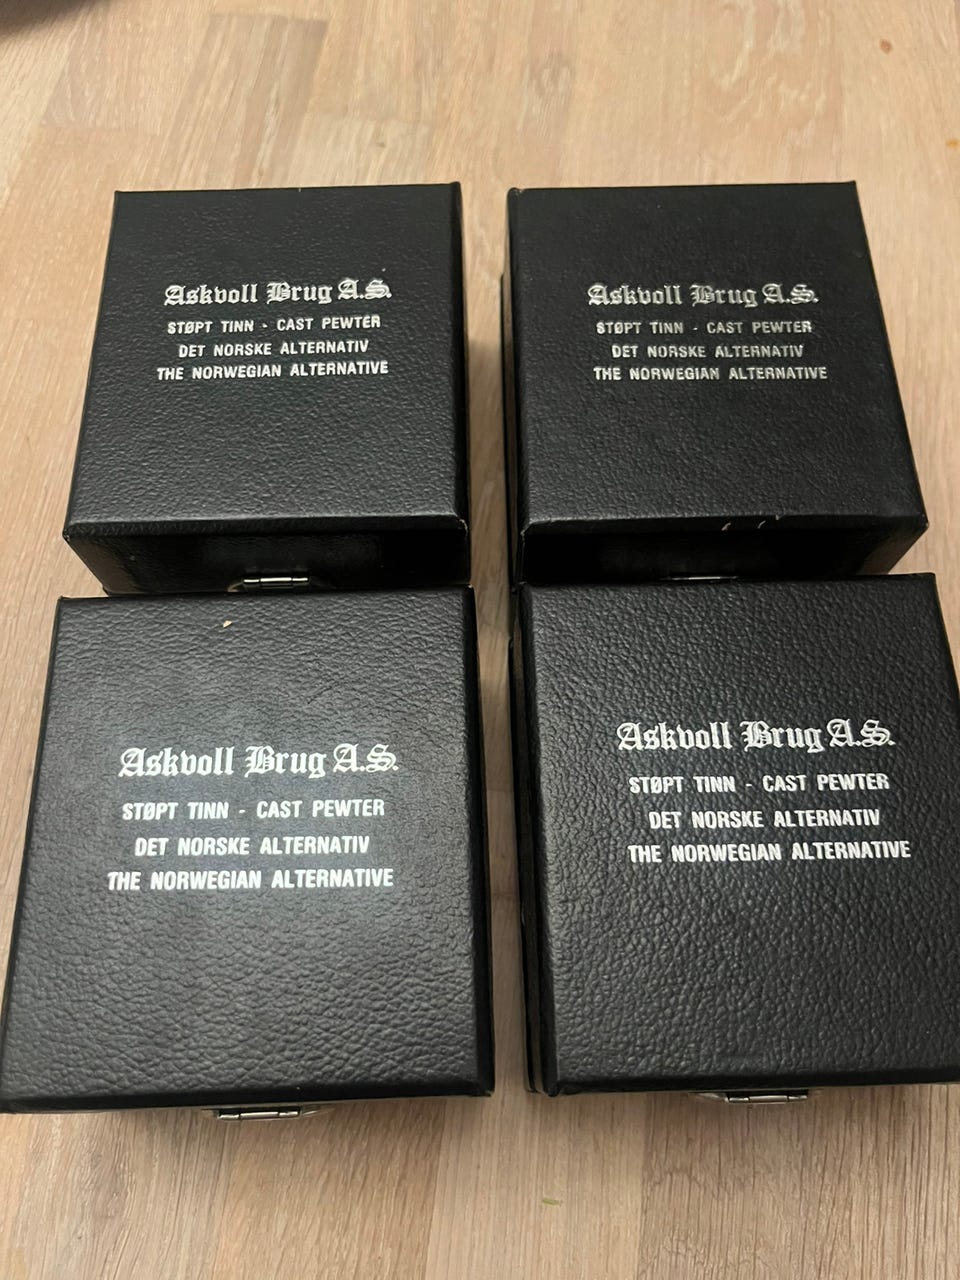 Askvoll Brug A.S.
STØPT TINN - CAST PEWTER
DET NORSKE ALTERNATIV
THE NORWEGIAN ALTERNATIVE
Askvoll Brug A.S.
STØPT TINN - CAST PEWTER
DET NORSKE ALTERNATIV
THE NORWEGIAN ALTERNATIVE
Askvoll Brug A.S.
STØPT TINN - CAST PEWTER
DET NORSKE ALTERNATIV
THE NORWEGIAN ALTERNATIVE
Askvoll Brug A.S.
STØPT TINN - CAST PEWTER
DET NORSKE ALTERNATIV
THE NORWEGIAN ALTERNATIVE